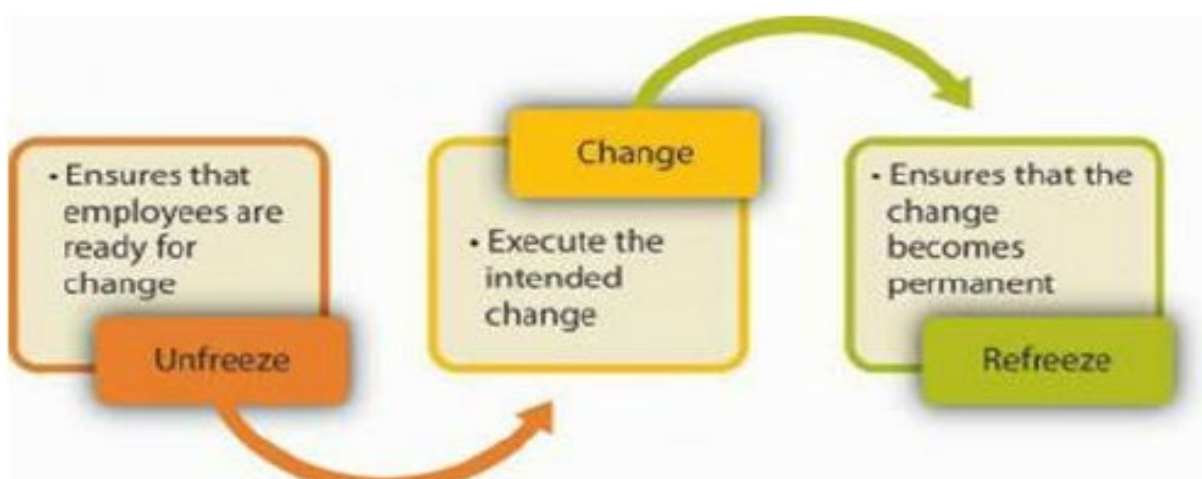 • Ensures that
employees are
ready for
change
Unfreeze
Change
• Execute the
intended
change
• Ensures that the
change
becomes
permanent
Refreeze